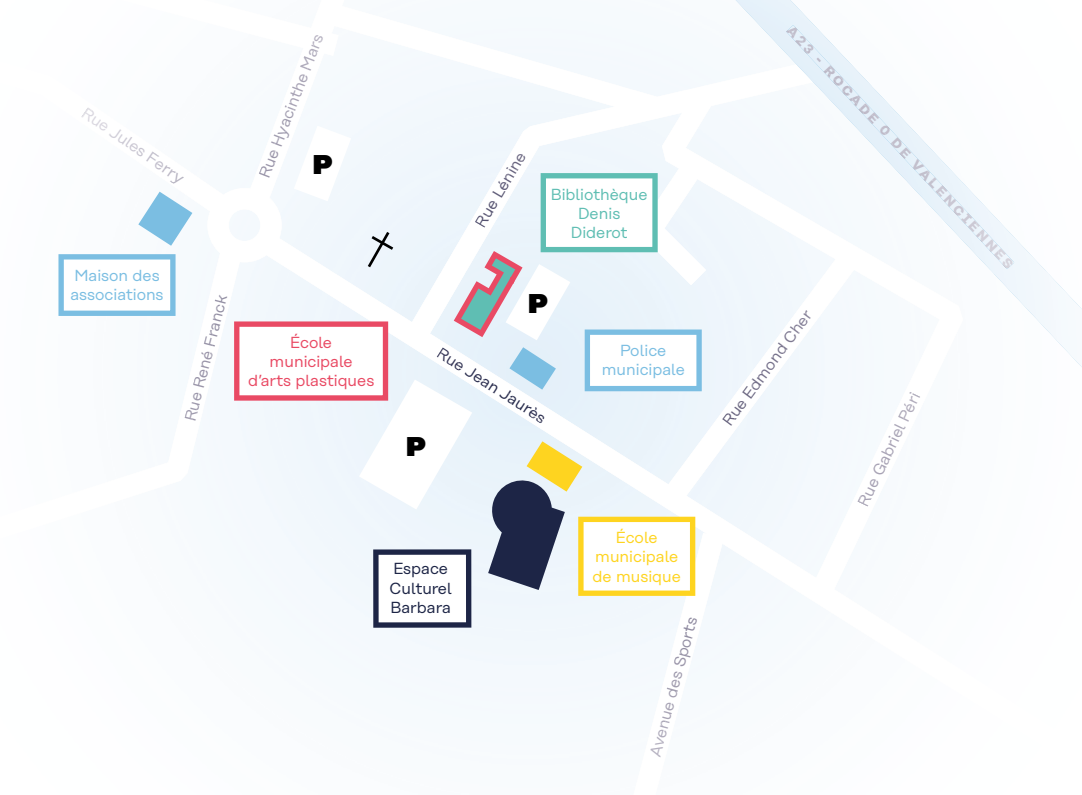 A23 - ROCADE O DE VALENCIENNES
Rue Hyacinthe Mars
Rue Jules Ferry
P
Rue Lénine
Bibliothèque
Denis
Diderot
Maison des
associations
P
Rue René Franck
École
municipale
d'arts plastiques
Rue Jean Jaurès
Police
municipale
Rue Edmond Cher
Rue Gabriel Péri
P
École
municipale
de musique
Espace
Culturel
Barbara
Avenue des Sports